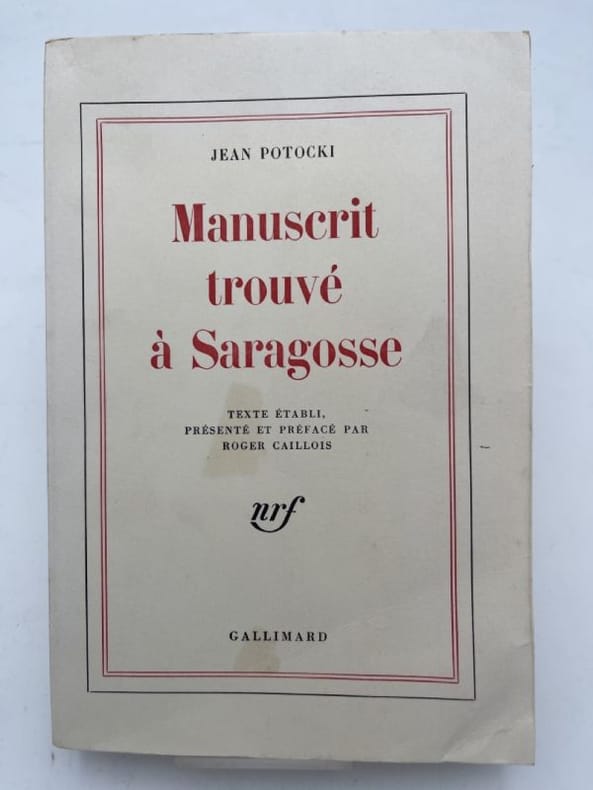 JEAN POTOCKI
Manuscrit
trouvé
à Saragosse
TEXTE ÉTABLI,
PRÉSENTÉ ET PRÉFACÉ PAR
ROGER CAILLOIS
nrf
GALLIMARD